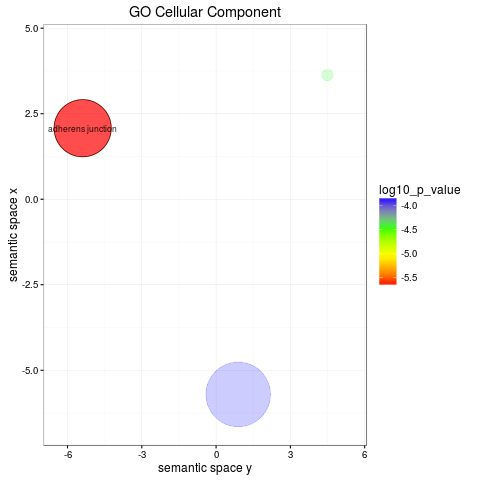 GO Cellular Component
5.0
2.5
0.0
-2.5
-5.0
semantic space x
adherens junction
-6 -3 0 3 6
semantic space y
log10_p_value
-4.0
-4.5
-5.0
-5.5